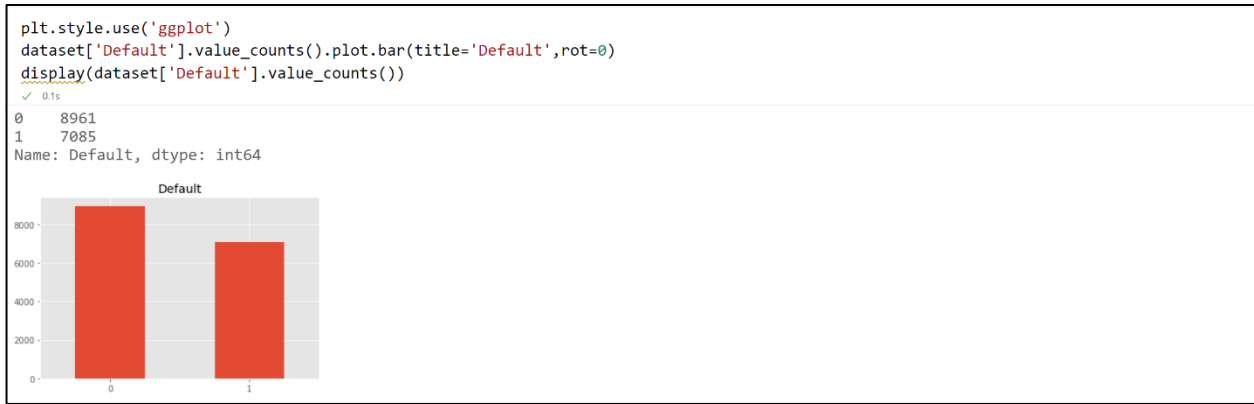 plt.style.use('ggplot')
dataset['Default'].value_counts().plot.bar(title='Default',rot=0)
display(dataset['Default'].value_counts())
✓ 0.1s
0 8961
1 7085
Name: Default, dtype: int64
Default
8000
6000
4000
2000
0
0 1